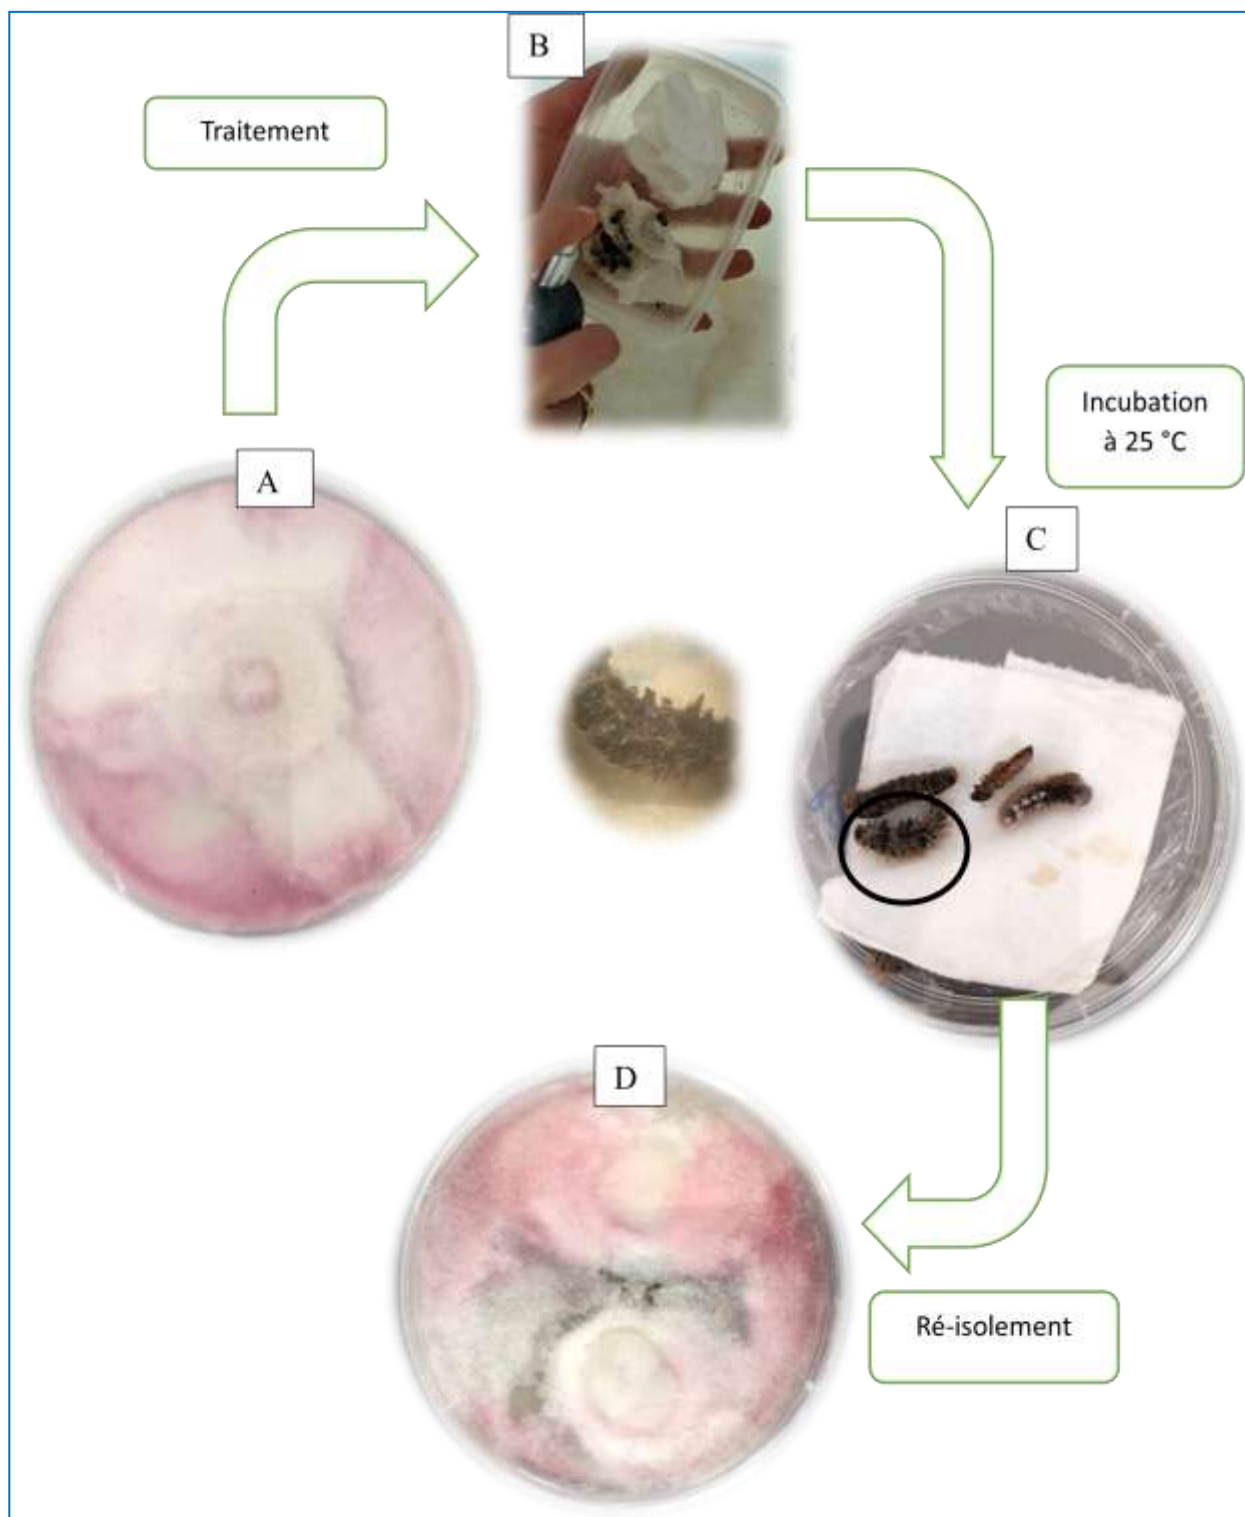 B
Traitement
Incubation
à 25 °C
A
C
D
Ré-isolement